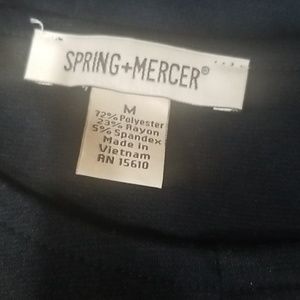 SPRING+MERCER®
M
72% Polyester
23% Rayon
5% Spandex
Made in
Vietnam
RN 15610